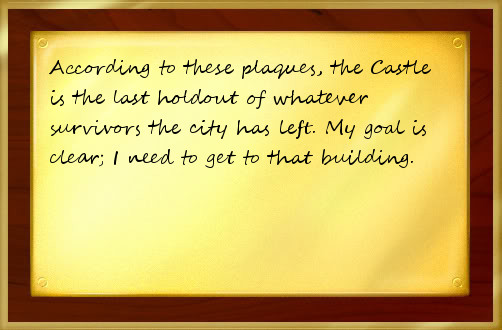 According to these plaques, the Castle
is the last holdout of whatever
survivors the city has left. My goal is
clear; I need to get to that building.